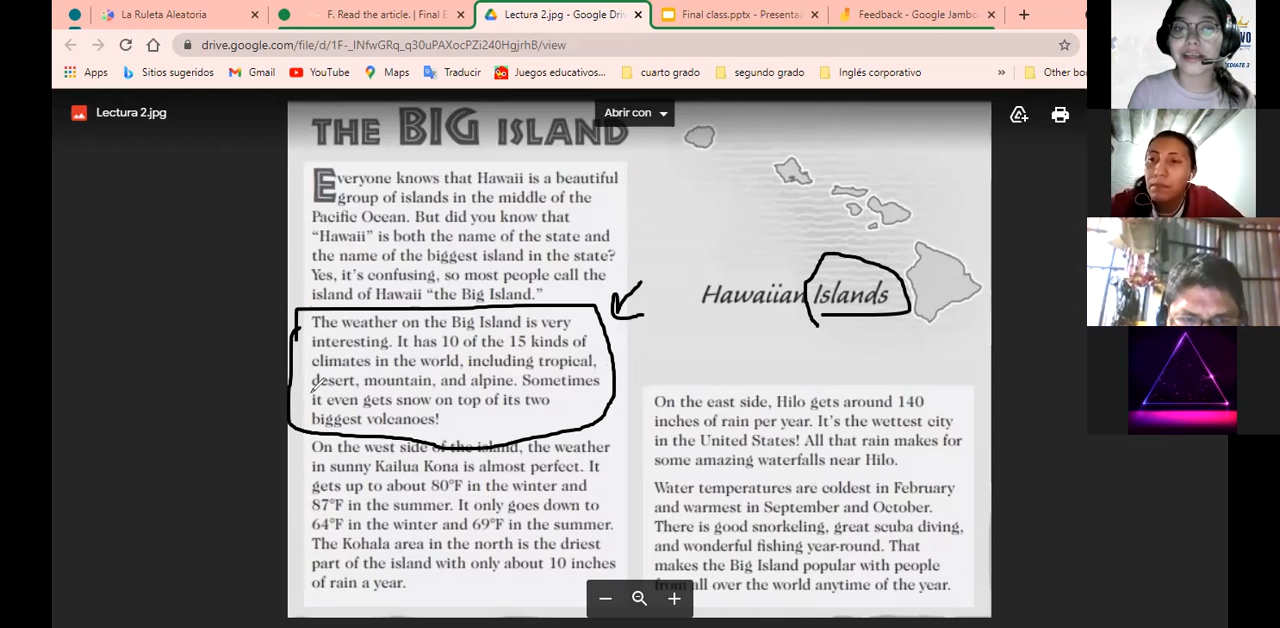 La Ruleta Aleatoria
F. Read the article. | Final E
Lectura 2.jpg - Google Driv
Final class.pptx - Presentac
Feedback - Google Jambo
Apps
Sitios sugeridos
Gmail
YouTube
Maps
Traducir
Juegos educativos...
cuarto grado
segundo grado
Inglés corporativo
»
Other bo
Lectura 2.jpg
Abrir con
THE BIG ISLAND
Everyone knows that Hawaii is a beautiful
group of islands in the middle of the
Pacific Ocean. But did you know that
“Hawaii” is both the name of the state and
the name of the biggest island in the state?
Yes, it’s confusing, so most people call the
island of Hawaii “the Big Island.”
The weather on the Big Island is very
interesting. It has 10 of the 15 kinds of
climates in the world, including tropical,
desert, mountain, and alpine. Sometimes
it even gets snow on top of its two
biggest volcanoes!
On the west side of the island, the weather
in sunny Kailua Kona is almost perfect. It
gets up to about 80°F in the winter and
87°F in the summer. It only goes down to
64°F in the winter and 69°F in the summer.
The Kohala area in the north is the driest
part of the island with only about 10 inches
of rain a year.
Hawaiian Islands
On the east side, Hilo gets around 140
inches of rain per year. It’s the wettest city
in the United States! All that rain makes for
some amazing waterfalls near Hilo.
Water temperatures are coldest in February
and warmest in September and October.
There is good snorkeling, great scuba diving,
and wonderful fishing year-round. That
makes the Big Island popular with people
from all over the world anytime of the year.